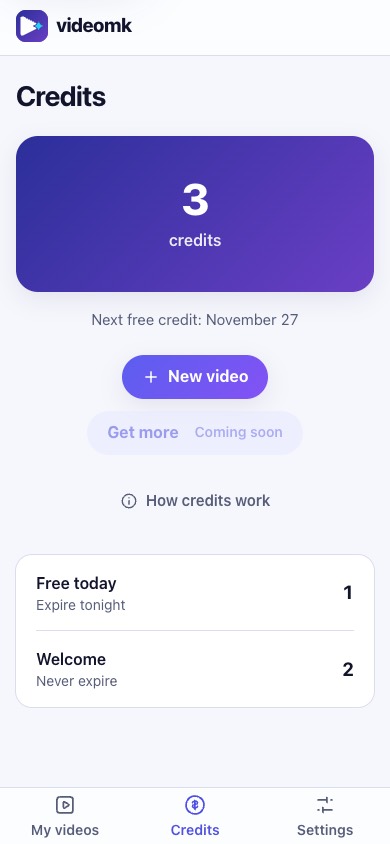 videomk
Credits
3
credits
Next free credit: November 27
+ New video
Get more Coming soon
How credits work
Free today
Expire tonight
1
Welcome
Never expire
2
My videos
Credits
Settings